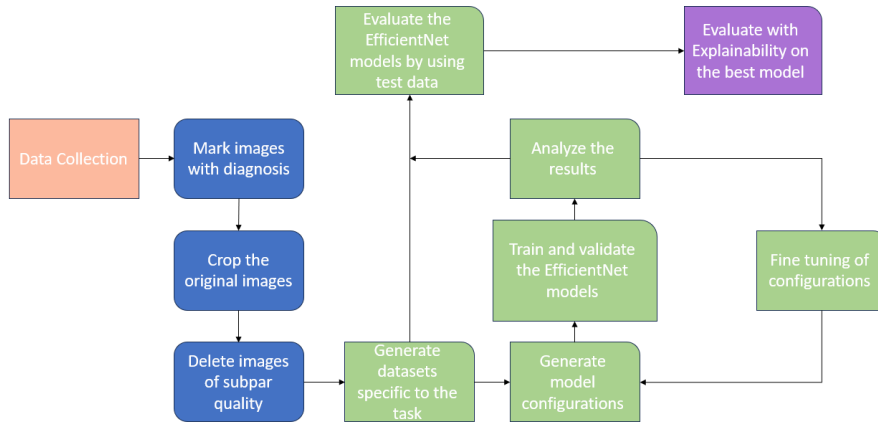 Evaluate the
EfficientNet
models by using
test data
Evaluate with
Explainability on
the best model
Data Collection
Mark images
with diagnosis
Analyze the
results
Crop the
original images
Train and validate
the EfficientNet
models
Fine tuning of
configurations
Delete images
of subpar
quality
Generate
datasets
specific to the
task
Generate
model
configurations